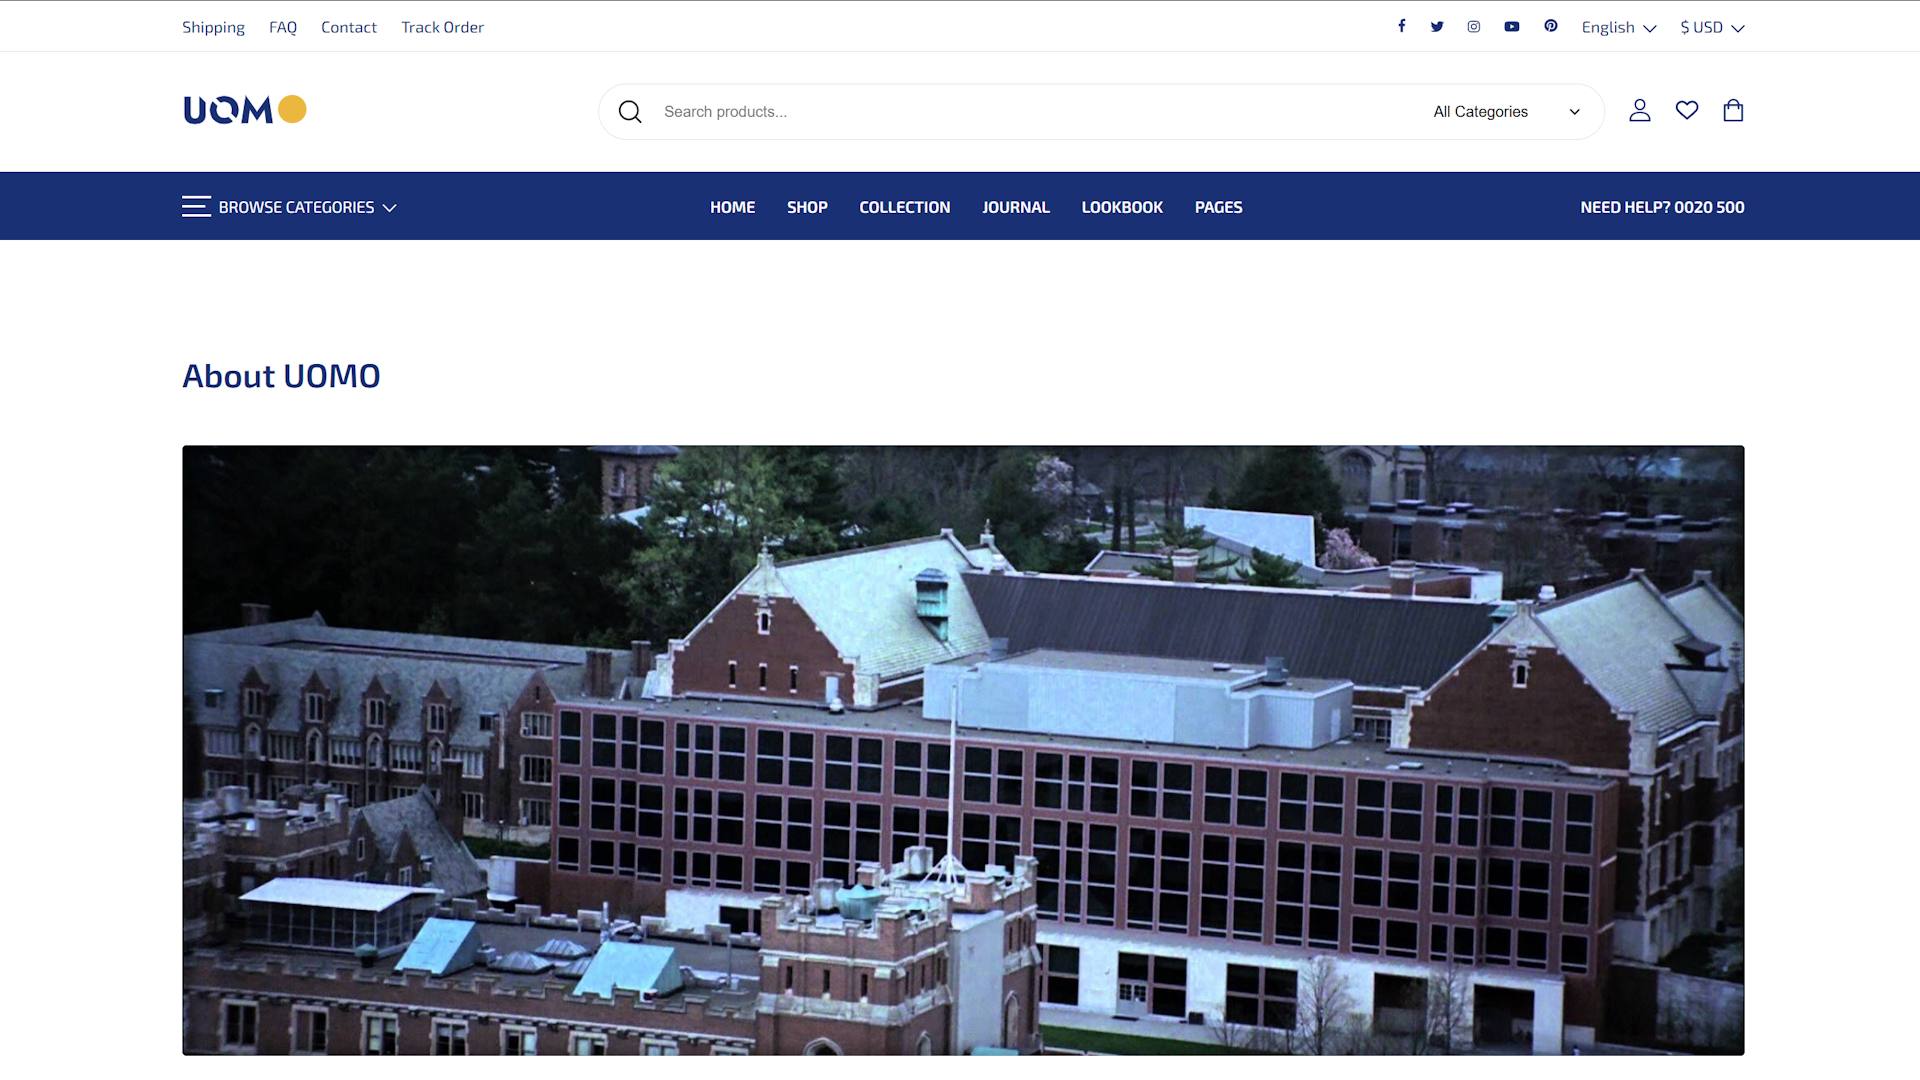 Shipping FAQ Contact Track Order English $ USD
UOMO Search products... All Categories
BROWSE CATEGORIES HOME SHOP COLLECTION JOURNAL LOOKBOOK PAGES NEED HELP? 0020 500
About UOMO